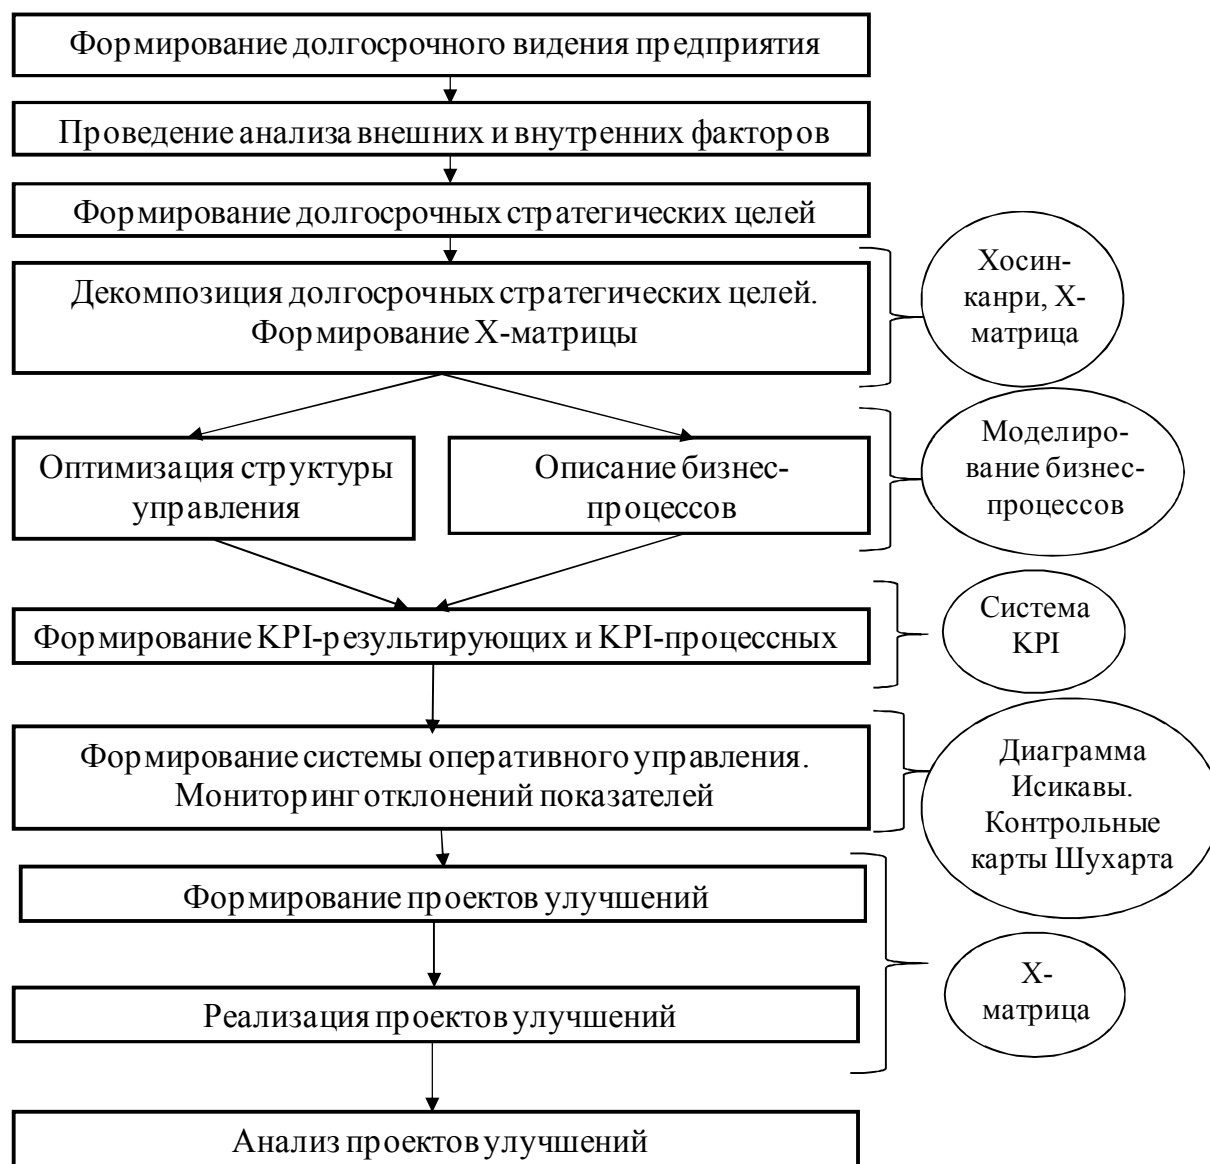 Формирование долгосрочного видения предприятия
Проведение анализа внешних и внутренних факторов
Формирование долгосрочных стратегических целей
Декомпозиция долгосрочных стратегических целей.
Формирование Х-матрицы
Хосин-
канри, Х-
матрица
Оптимизация структуры
управления
Описание бизнес-
процессов
Моделиро-
вание бизнес-
процессов
Формирование KPI-результирующих и KPI-процессных
Система
KPI
Формирование системы оперативного управления.
Мониторинг отклонений показателей
Диаграмма
Исикавы.
Контрольные
карты Шухарта
Формирование проектов улучшений
Реализация проектов улучшений
Х-
матрица
Анализ проектов улучшений